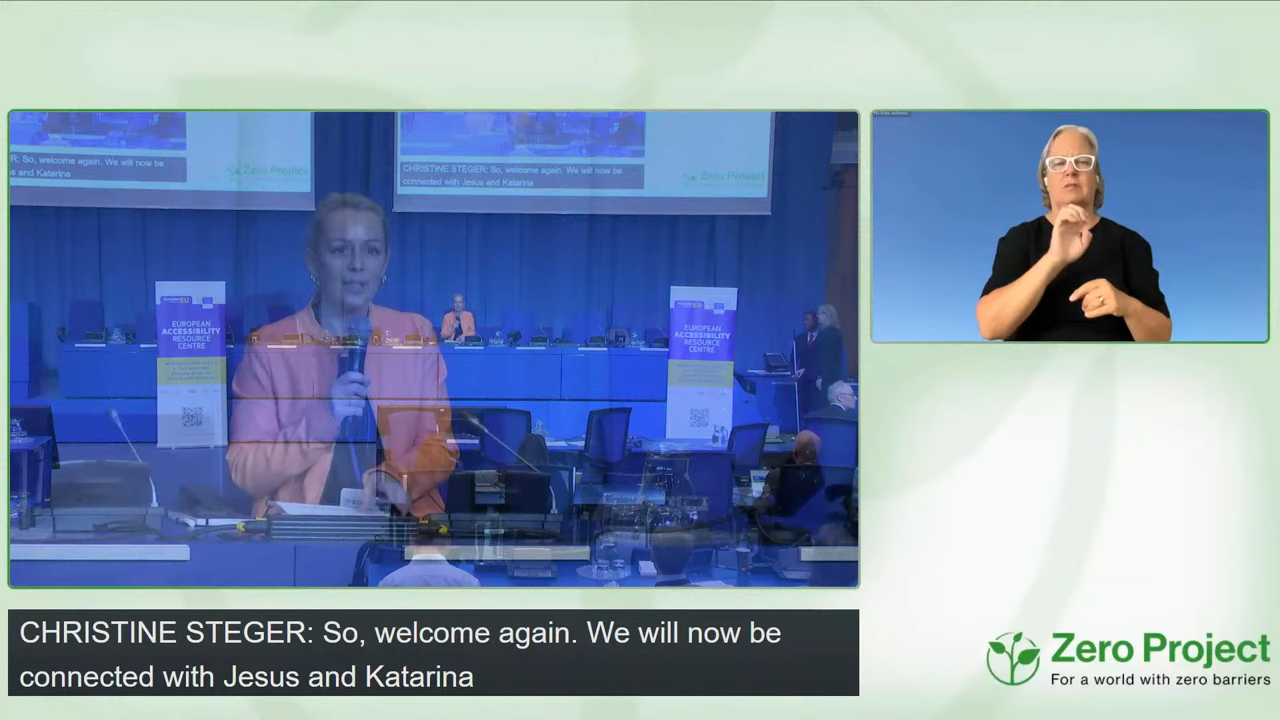 R: So, welcome again. We will now be
s and Katarina
Zero Project
CHRISTINE STEGER: So, welcome again. We will now be
connected with Jesus and Katarina
Zero Project
EU
EUROPEAN
ACCESSIBILITY
RESOURCE
CENTRE
EU
EUROPEAN
ACCESSIBILITY
RESOURCE
CENTRE
CHRISTINE STEGER: So, welcome again. We will now be
connected with Jesus and Katarina
Zero Project
For a world with zero barriers